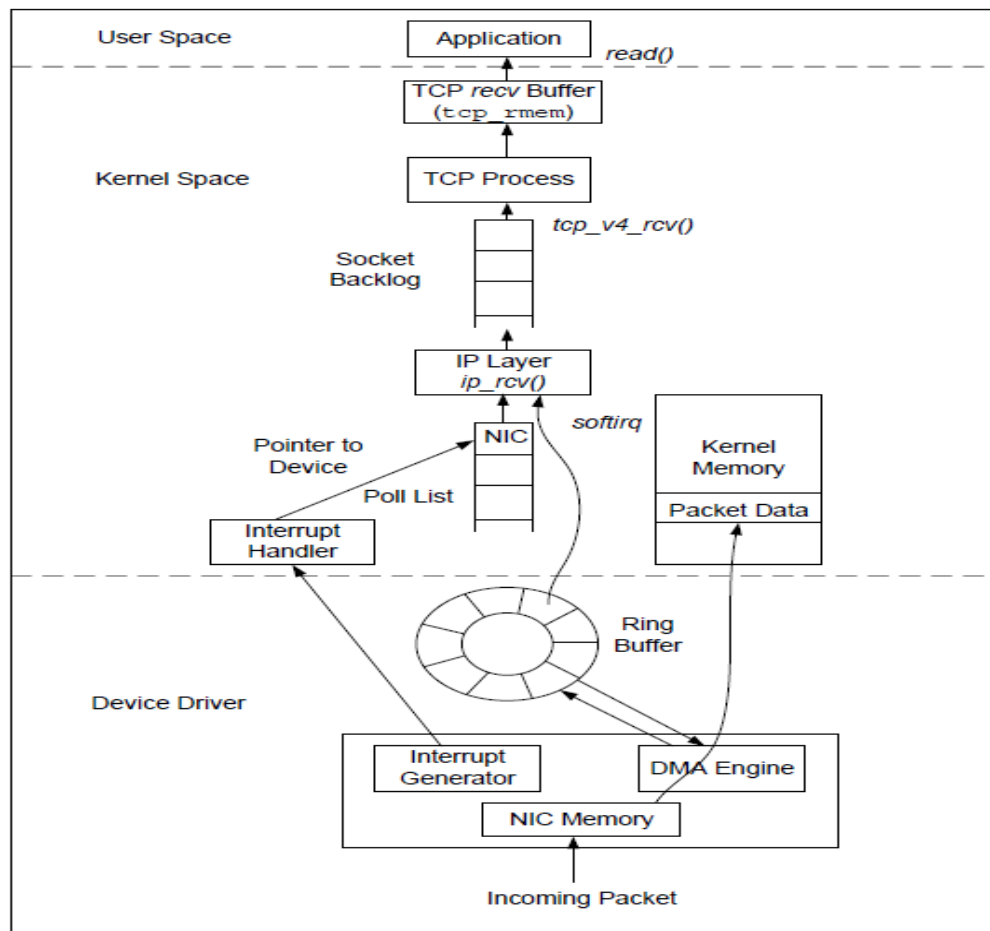 User Space
Application
read()
TCP recv Buffer
(tcp_rmem)
Kernel Space
TCP Process
tcp_v4_rcv()
Socket
Backlog
IP Layer
ip_rcv()
softirq
Pointer to
Device
NIC
Poll List
Kernel
Memory
Packet Data
Interrupt
Handler
Ring
Buffer
Device Driver
Interrupt
Generator
DMA Engine
NIC Memory
Incoming Packet